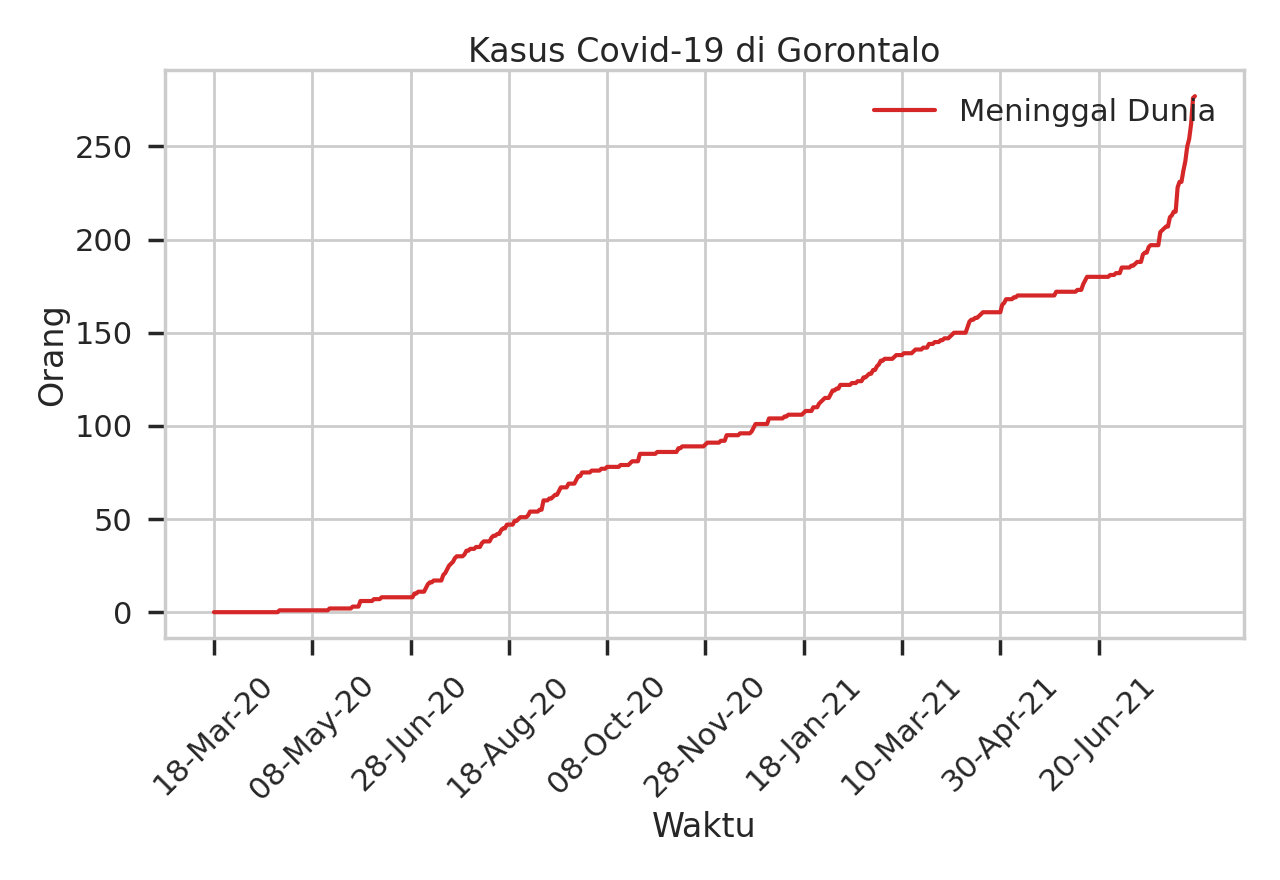 Kasus Covid-19 di Gorontalo
Meninggal Dunia
Orang
250
200
150
100
50
0
18-Mar-20
08-May-20
28-Jun-20
18-Aug-20
08-Oct-20
28-Nov-20
18-Jan-21
10-Mar-21
30-Apr-21
20-Jun-21
Waktu